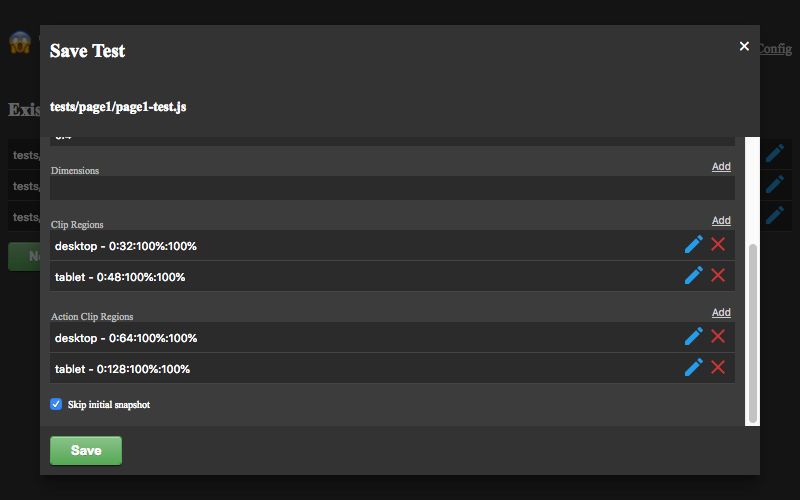 Config
Save Test
×
tests/page1/page1-test.js
Exis
tests/
tests/
tests/
Dimensions
Add
Clip Regions
Add
desktop - 0:32:100%:100%
tablet - 0:48:100%:100%
Action Clip Regions
Add
desktop - 0:64:100%:100%
tablet - 0:128:100%:100%
Skip initial snapshot
Save